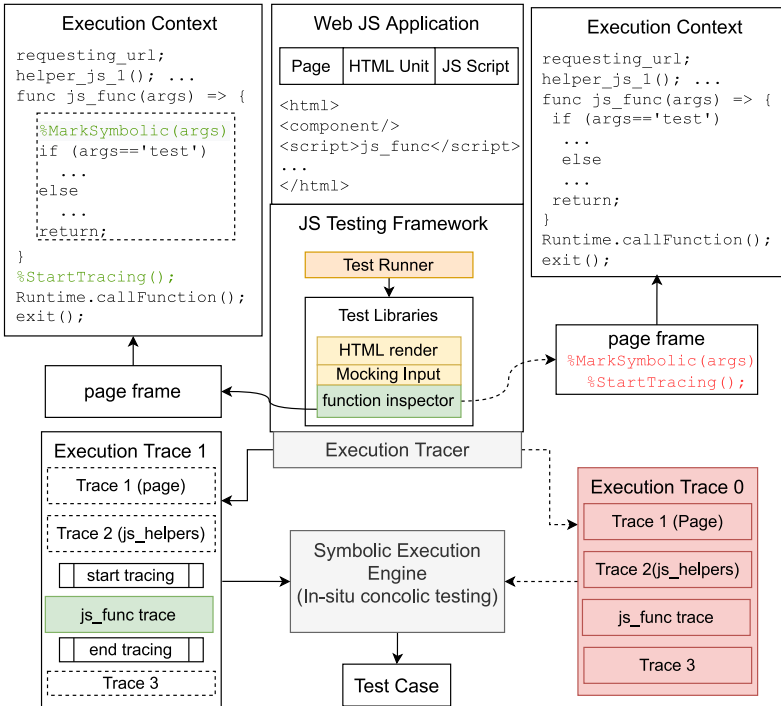 Execution Context
requesting_url;
helper_js_1(); ...
func js_func(args) => {
%MarkSymbolic(args)
if (args=='test')
...
else
...
return;
}
%StartTracing();
Runtime.callFunction();
exit();
page frame
Web JS Application
Page
HTML Unit
JS Script
<html>
<component/>
<script>js_func</script>
...
</html>
JS Testing Framework
Test Runner
Test Libraries
HTML render
Mocking Input
function inspector
Execution Tracer
Execution Context
requesting_url;
helper_js_1(); ...
func js_func(args) => {
if (args=='test')
...
else
...
return;
}
Runtime.callFunction();
exit();
page frame
%MarkSymbolic(args)
%StartTracing();
Execution Trace 1
Trace 1 (page)
Trace 2 (js_helpers)
start tracing
js_func trace
end tracing
Trace 3
Symbolic Execution
Engine
(In-situ concolic testing)
Test Case
Execution Trace 0
Trace 1 (Page)
Trace 2(js_helpers)
js_func trace
Trace 3